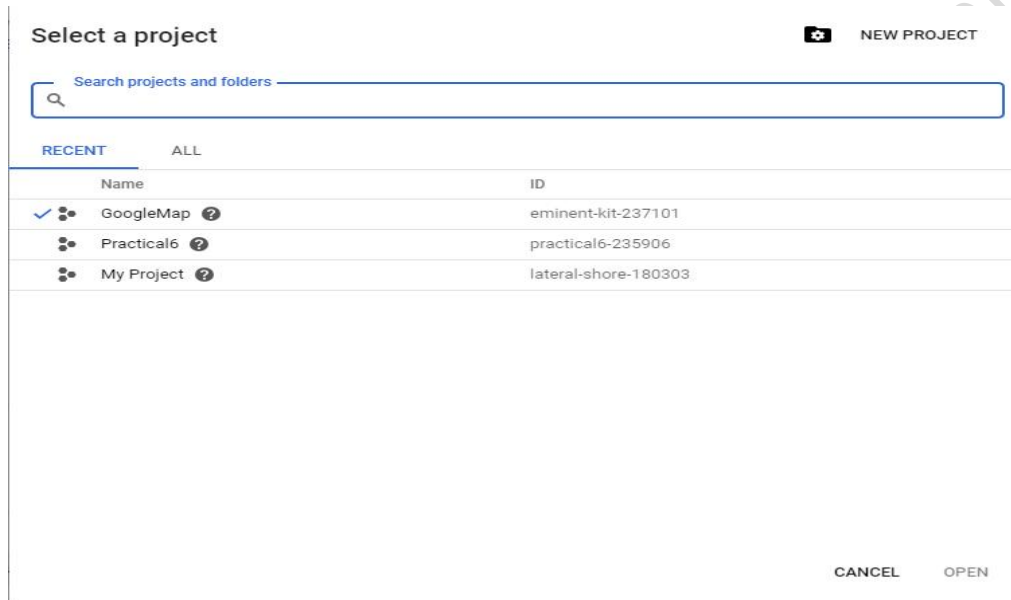 Select a project
NEW PROJECT
Search projects and folders
RECENT ALL
Name ID
GoogleMap eminent-kit-237101
Practical6 practical6-235906
My Project lateral-shore-180303
CANCEL OPEN